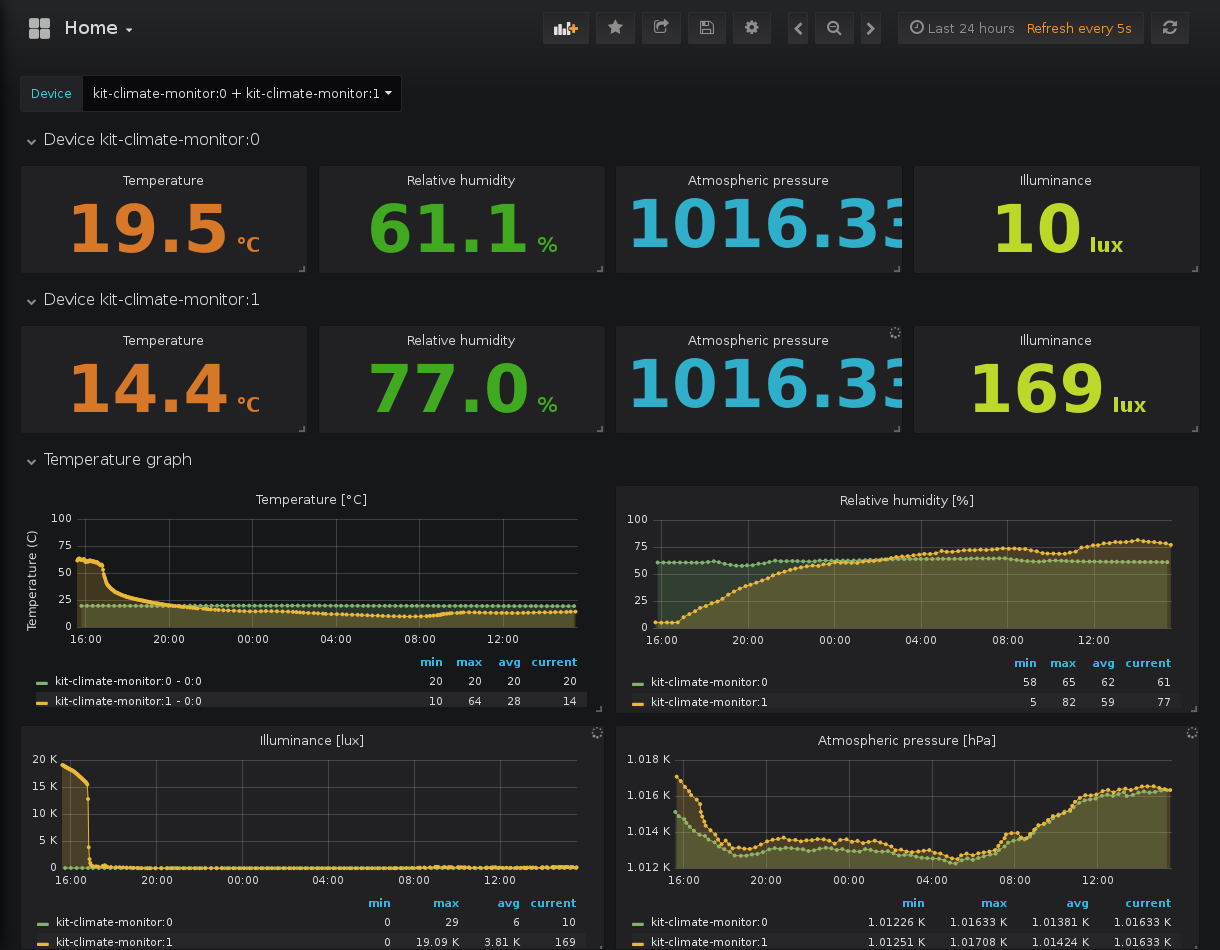 Home
Last 24 hours Refresh every 5s
Device kit-climate-monitor:0 + kit-climate-monitor:1
Device kit-climate-monitor:0
Temperature Relative humidity Atmospheric pressure Illuminance
19.5 °C 61.1 % 1016.33 10 lux
Device kit-climate-monitor:1
Temperature Relative humidity Atmospheric pressure Illuminance
14.4 °C 77.0 % 1016.33 169 lux
Temperature graph
Temperature [°C]
Temperature (C)
100
75
50
25
0
16:00 20:00 00:00 04:00 08:00 12:00
min max avg current
kit-climate-monitor:0 - 0:0 20 20 20 20
kit-climate-monitor:1 - 0:0 10 64 28 14
Relative humidity [%]
100
75
50
25
0
16:00 20:00 00:00 04:00 08:00 12:00
min max avg current
kit-climate-monitor:0 58 65 62 61
kit-climate-monitor:1 5 82 59 77
Illuminance [lux]
20 K
15 K
10 K
5 K
0
16:00 20:00 00:00 04:00 08:00 12:00
min max avg current
kit-climate-monitor:0 0 29 6 10
kit-climate-monitor:1 0 19.09 K 3.81 K 169
Atmospheric pressure [hPa]
1.018 K
1.016 K
1.014 K
1.012 K
16:00 20:00 00:00 04:00 08:00 12:00
min max avg current
kit-climate-monitor:0 1.01226 K 1.01633 K 1.01381 K 1.01633 K
kit-climate-monitor:1 1.01251 K 1.01708 K 1.01424 K 1.01633 K